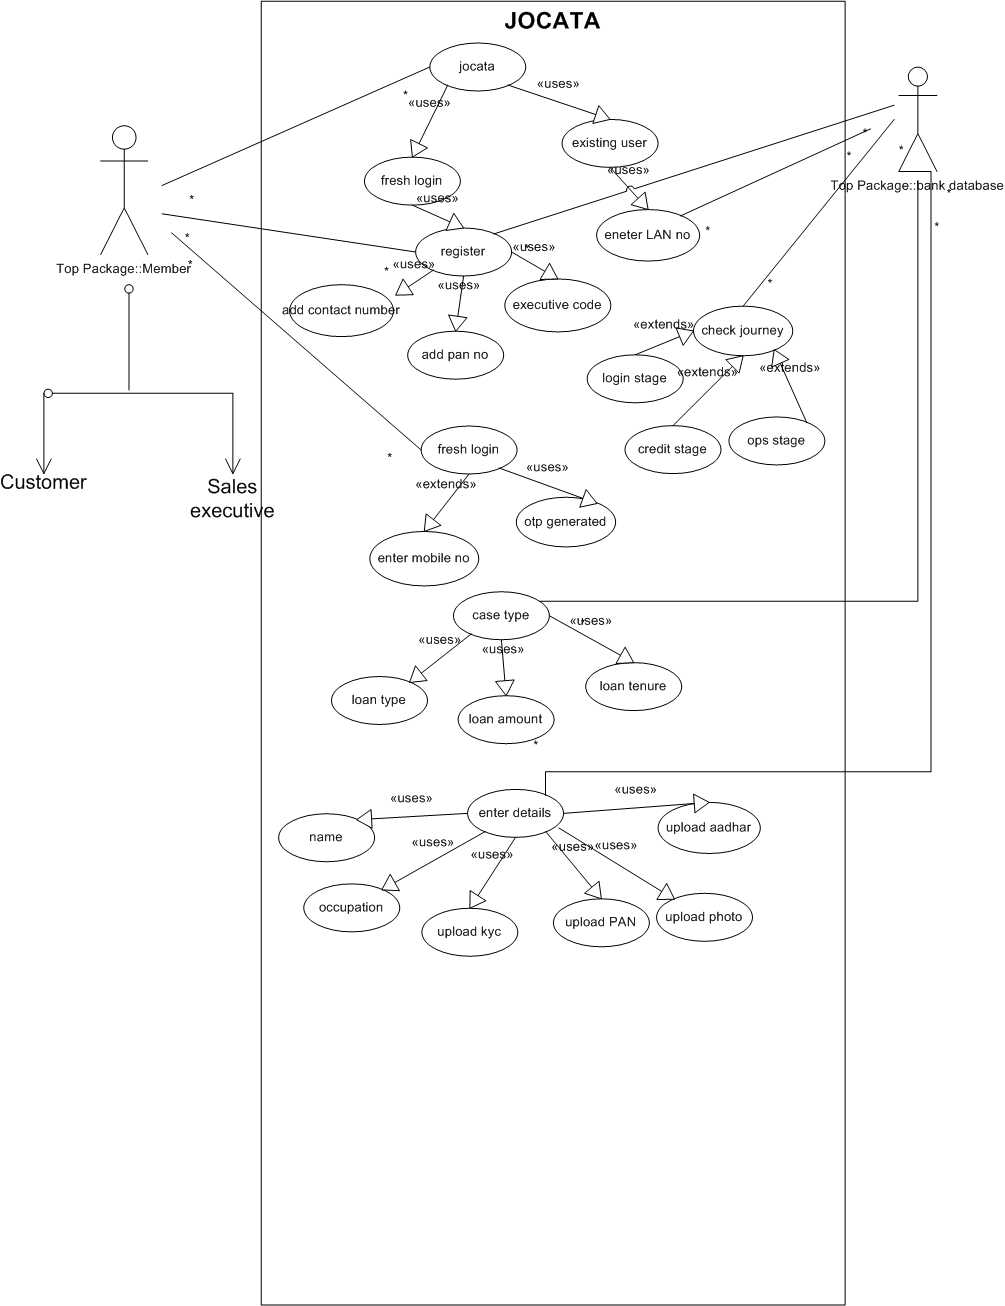 JOCATA
jocata
«uses»
«uses»
existing user
fresh login
«uses»
«uses»
Top Package::bank database
eneter LAN no
register
«uses»
«uses»
«uses»
Top Package::Member
add contact number
executive code
add pan no
«extends»
check journey
«extends»
«extends»
login stage
credit stage
ops stage
fresh login
«uses»
«extends»
Customer
Sales
executive
otp generated
enter mobile no
case type
«uses»
«uses»
«uses»
loan type
loan amount
loan tenure
enter details
«uses»
«uses»
name
upload aadhar
«uses»
«uses»
«uses»
«uses»
occupation
upload kyc
upload PAN
upload photo